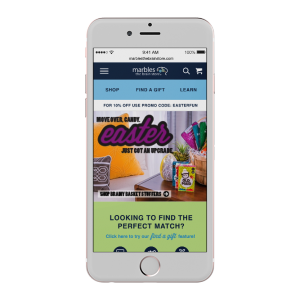 9:41 AM
100%
marblesthebrainstore.com
marbles
the brain store
SHOP FIND A GIFT LEARN
FOR 10% OFF USE PROMO CODE: EASTERFUN
MOVE OVER, CANDY.
easter
JUST GOT AN UPGRADE.
SHOP BRAINY BASKET STUFFERS
LOOKING TO FIND THE
PERFECT MATCH?
Click here to try our find a gift feature!